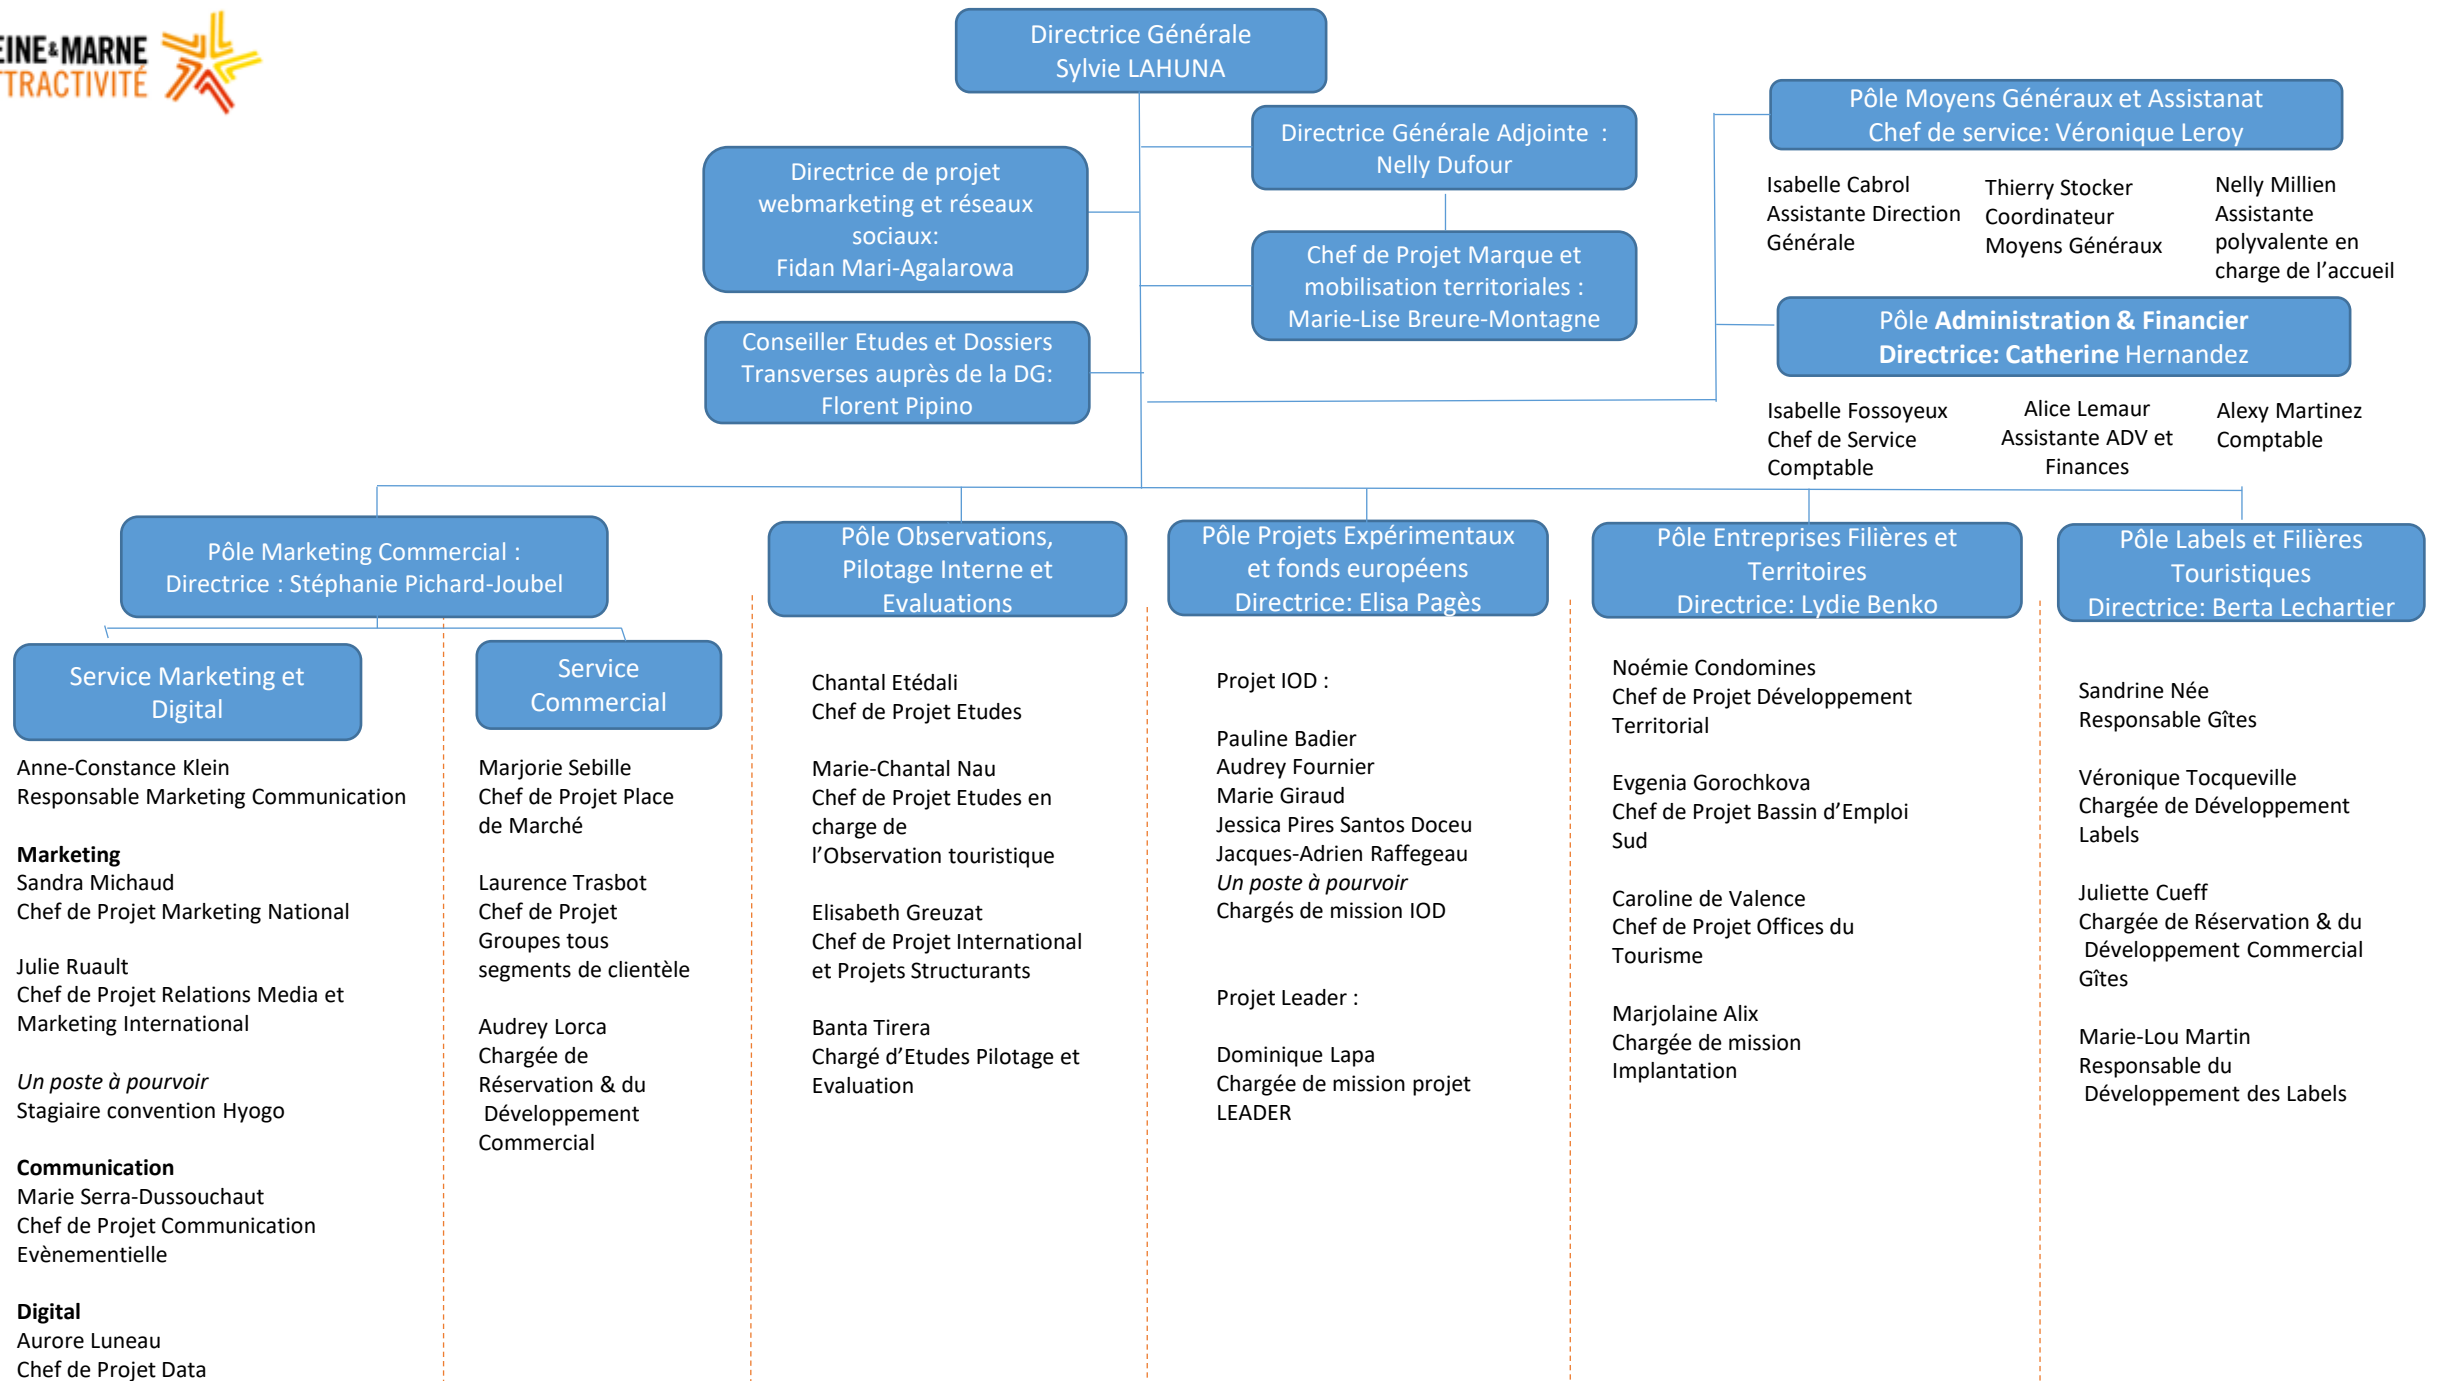 EINE&MARNE
TTRACTIVITÉ
Directrice Générale
Sylvie LAHUNA
Directrice Générale Adjointe :
Nelly Dufour
Directrice de projet
webmarketing et réseaux
sociaux:
Fidan Mari-Agalarowa
Chef de Projet Marque et
mobilisation territoriales :
Marie-Lise Breure-Montagne
Conseiller Etudes et Dossiers
Transverses auprès de la DG:
Florent Pipino
Pôle Moyens Généraux et Assistanat
Chef de service: Véronique Leroy
Isabelle Cabrol
Assistante Direction
Générale
Thierry Stocker
Coordinateur
Moyens Généraux
Nelly Millien
Assistante
polyvalente en
charge de l’accueil
Pôle Administration & Financier
Directrice: Catherine Hernandez
Isabelle Fossoyeux
Chef de Service
Comptable
Alice Lemaur
Assistante ADV et
Finances
Alexy Martinez
Comptable
Pôle Marketing Commercial :
Directrice : Stéphanie Pichard-Joubel
Service Marketing et
Digital
Anne-Constance Klein
Responsable Marketing Communication
Marketing
Sandra Michaud
Chef de Projet Marketing National
Julie Ruault
Chef de Projet Relations Media et
Marketing International
Un poste à pourvoir
Stagiaire convention Hyogo
Communication
Marie Serra-Dussouchaut
Chef de Projet Communication
Evènementielle
Digital
Aurore Luneau
Chef de Projet Data
Service
Commercial
Marjorie Sebille
Chef de Projet Place
de Marché
Laurence Trasbot
Chef de Projet
Groupes tous
segments de clientèle
Audrey Lorca
Chargée de
Réservation & du
Développement
Commercial
Pôle Observations,
Pilotage Interne et
Evaluations
Chantal Etédali
Chef de Projet Etudes
Marie-Chantal Nau
Chef de Projet Etudes en
charge de
l’Observation touristique
Elisabeth Greuzat
Chef de Projet International
et Projets Structurants
Banta Tirera
Chargé d’Etudes Pilotage et
Evaluation
Pôle Projets Expérimentaux
et fonds européens
Directrice: Elisa Pagès
Projet IOD :
Pauline Badier
Audrey Fournier
Marie Giraud
Jessica Pires Santos Doceu
Jacques-Adrien Raffegeau
Un poste à pourvoir
Chargés de mission IOD
Projet Leader :
Dominique Lapa
Chargée de mission projet
LEADER
Pôle Entreprises Filières et
Territoires
Directrice: Lydie Benko
Noémie Condomines
Chef de Projet Développement
Territorial
Evgenia Gorochkova
Chef de Projet Bassin d’Emploi
Sud
Caroline de Valence
Chef de Projet Offices du
Tourisme
Marjolaine Alix
Chargée de mission
Implantation
Pôle Labels et Filières
Touristiques
Directrice: Berta Lechartier
Sandrine Née
Responsable Gîtes
Véronique Tocqueville
Chargée de Développement
Labels
Juliette Cueff
Chargée de Réservation & du
Développement Commercial
Gîtes
Marie-Lou Martin
Responsable du
Développement des Labels